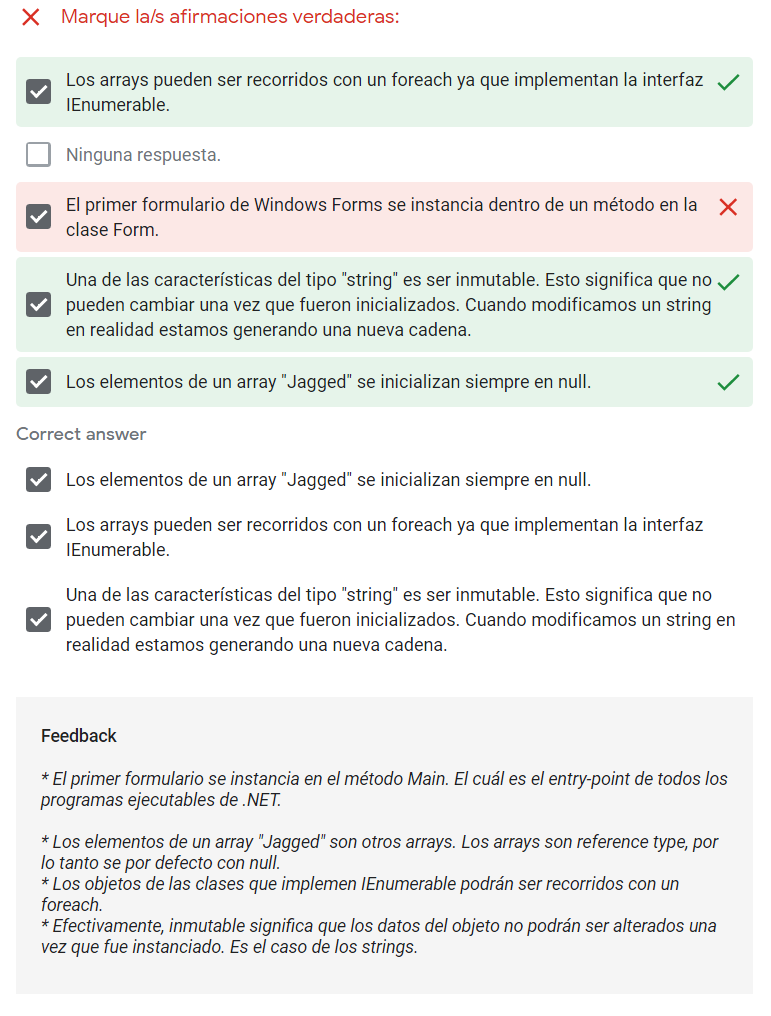 Marque la/s afirmaciones verdaderas:
Los arrays pueden ser recorridos con un foreach ya que implementan la interfaz
IEnumerable.
Ninguna respuesta.
El primer formulario de Windows Forms se instancia dentro de un método en la
clase Form.
Una de las características del tipo "string" es ser inmutable. Esto significa que no
pueden cambiar una vez que fueron inicializados. Cuando modificamos un string
en realidad estamos generando una nueva cadena.
Los elementos de un array "Jagged" se inicializan siempre en null.
Correct answer
Los elementos de un array "Jagged" se inicializan siempre en null.
Los arrays pueden ser recorridos con un foreach ya que implementan la interfaz
IEnumerable.
Una de las características del tipo "string" es ser inmutable. Esto significa que no
pueden cambiar una vez que fueron inicializados. Cuando modificamos un string en
realidad estamos generando una nueva cadena.
Feedback
* El primer formulario se instancia en el método Main. El cuál es el entry-point de todos los
programas ejecutables de .NET.
* Los elementos de un array "Jagged" son otros arrays. Los arrays son reference type, por
lo tanto se por defecto con null.
* Los objetos de las clases que implemen IEnumerable podrán ser recorridos con un
foreach.
* Efectivamente, inmutable significa que los datos del objeto no podrán ser alterados una
vez que fue instanciado. Es el caso de los strings.